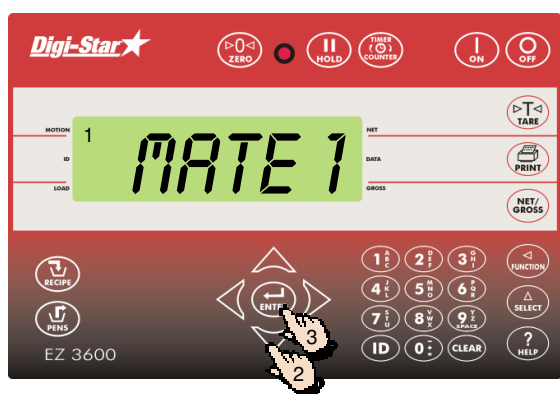 Digi-Star
▷0◁
ZERO
HOLD
TIMER
COUNTER
ON
OFF
▷T◁
TARE
MOTION
ID
LOAD
1
MATE 1
NET
DATA
GROSS
PRINT
NET/
GROSS
RECIPE
PENS
EZ 3600
ENTE
3
2
1 A B C
2 D E F
3 G H I
4 J K L
5 M N O
6 P Q R
7 S T U
8 V W X
9 Y Z SPACE
ID
0
CLEAR
FUNCTION
SELECT
?
HELP